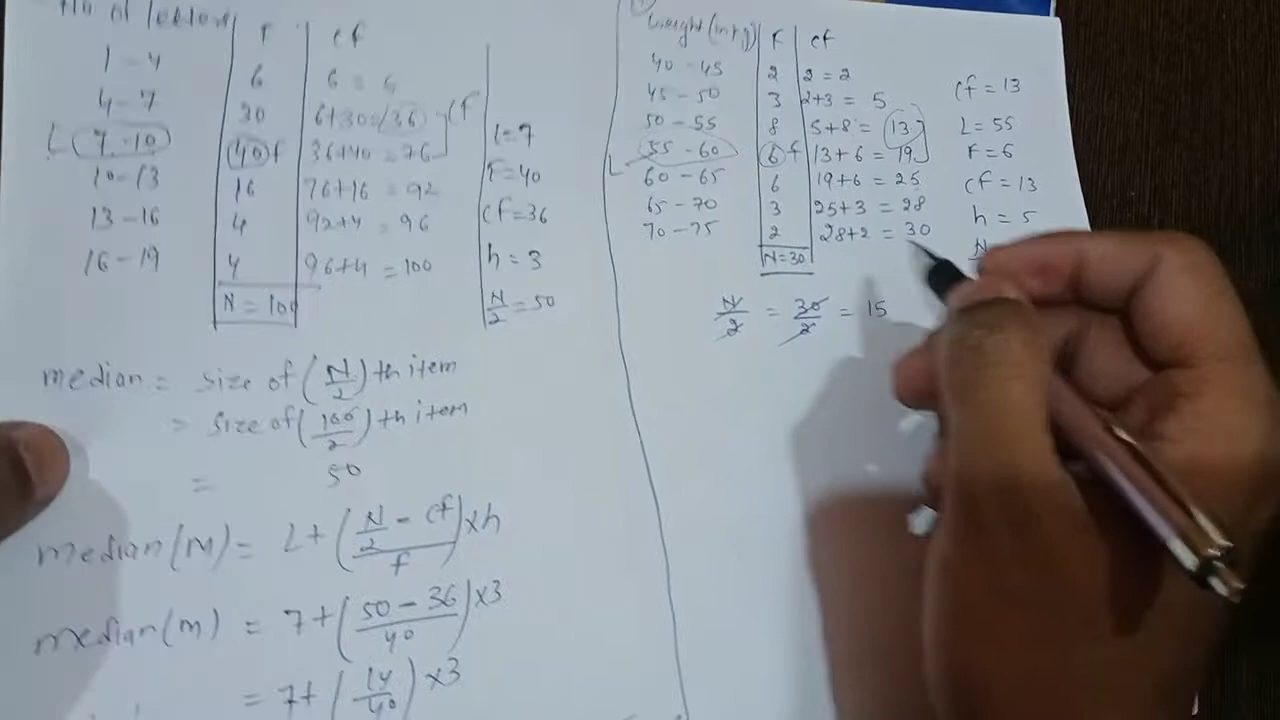 No of letters F cf
1 - 4 6 6 = 6
4 - 7 30 6+30=36 cf
L 7 - 10 40 f 36+40 = 76
10 - 13 16 76+16 = 92
13 - 16 4 92+4 = 96
16 - 19 4 96+4 = 100
N = 100
l=7
F=40
cf=36
h = 3
N/2 = 50
median = size of (N/2) th item
= size of (100/2) th item
= 50
median(M) = L + (N/2 - cf / f) x h
median(m) = 7 + (50 - 36 / 40) x 3
= 7 + (14 / 40) x 3
weight(in kg) F cf
40 - 45 2 2 = 2
45 - 50 3 2+3 = 5
50 - 55 8 5+8 = 13
L 55 - 60 6 f 13+6 = 19
60 - 65 6 19+6 = 25
65 - 70 3 25+3 = 28
70 - 75 2 28+2 = 30
N=30
cf = 13
L = 55
F = 6
cf = 13
h = 5
N
N/2 = 30/2 = 15